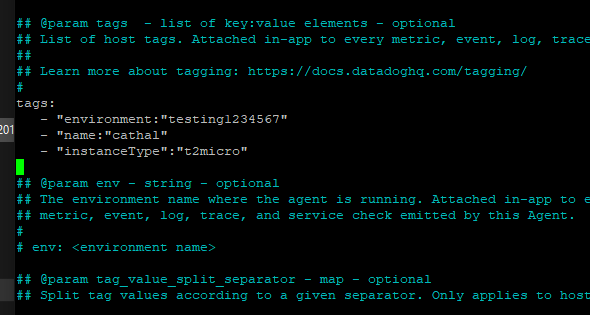 ## @param tags  - list of key:value elements - optional
## List of host tags. Attached in-app to every metric, event, log, trace
##
## Learn more about tagging: https://docs.datadoghq.com/tagging/
#
tags:
   - "environment:"testing1234567"
201
   - "name:"cathal"
   - "instanceType":"t2micro"
## @param env - string - optional
## The environment name where the agent is running. Attached in-app to e
## metric, event, log, trace, and service check emitted by this Agent.
#
# env: <environment name>
## @param tag_value_split_separator - map - optional
## Split tag values according to a given separator. Only applies to host